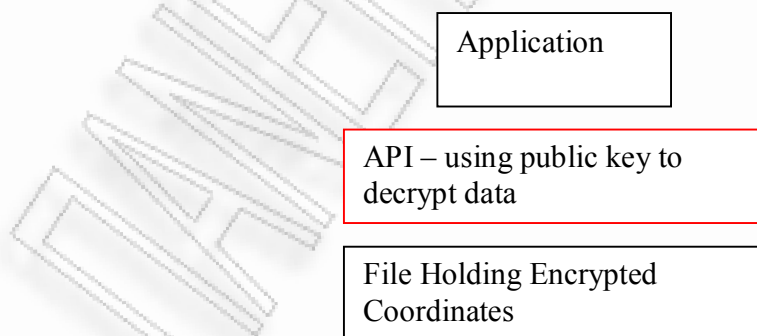 Application
API – using public key to
decrypt data
File Holding Encrypted
Coordinates